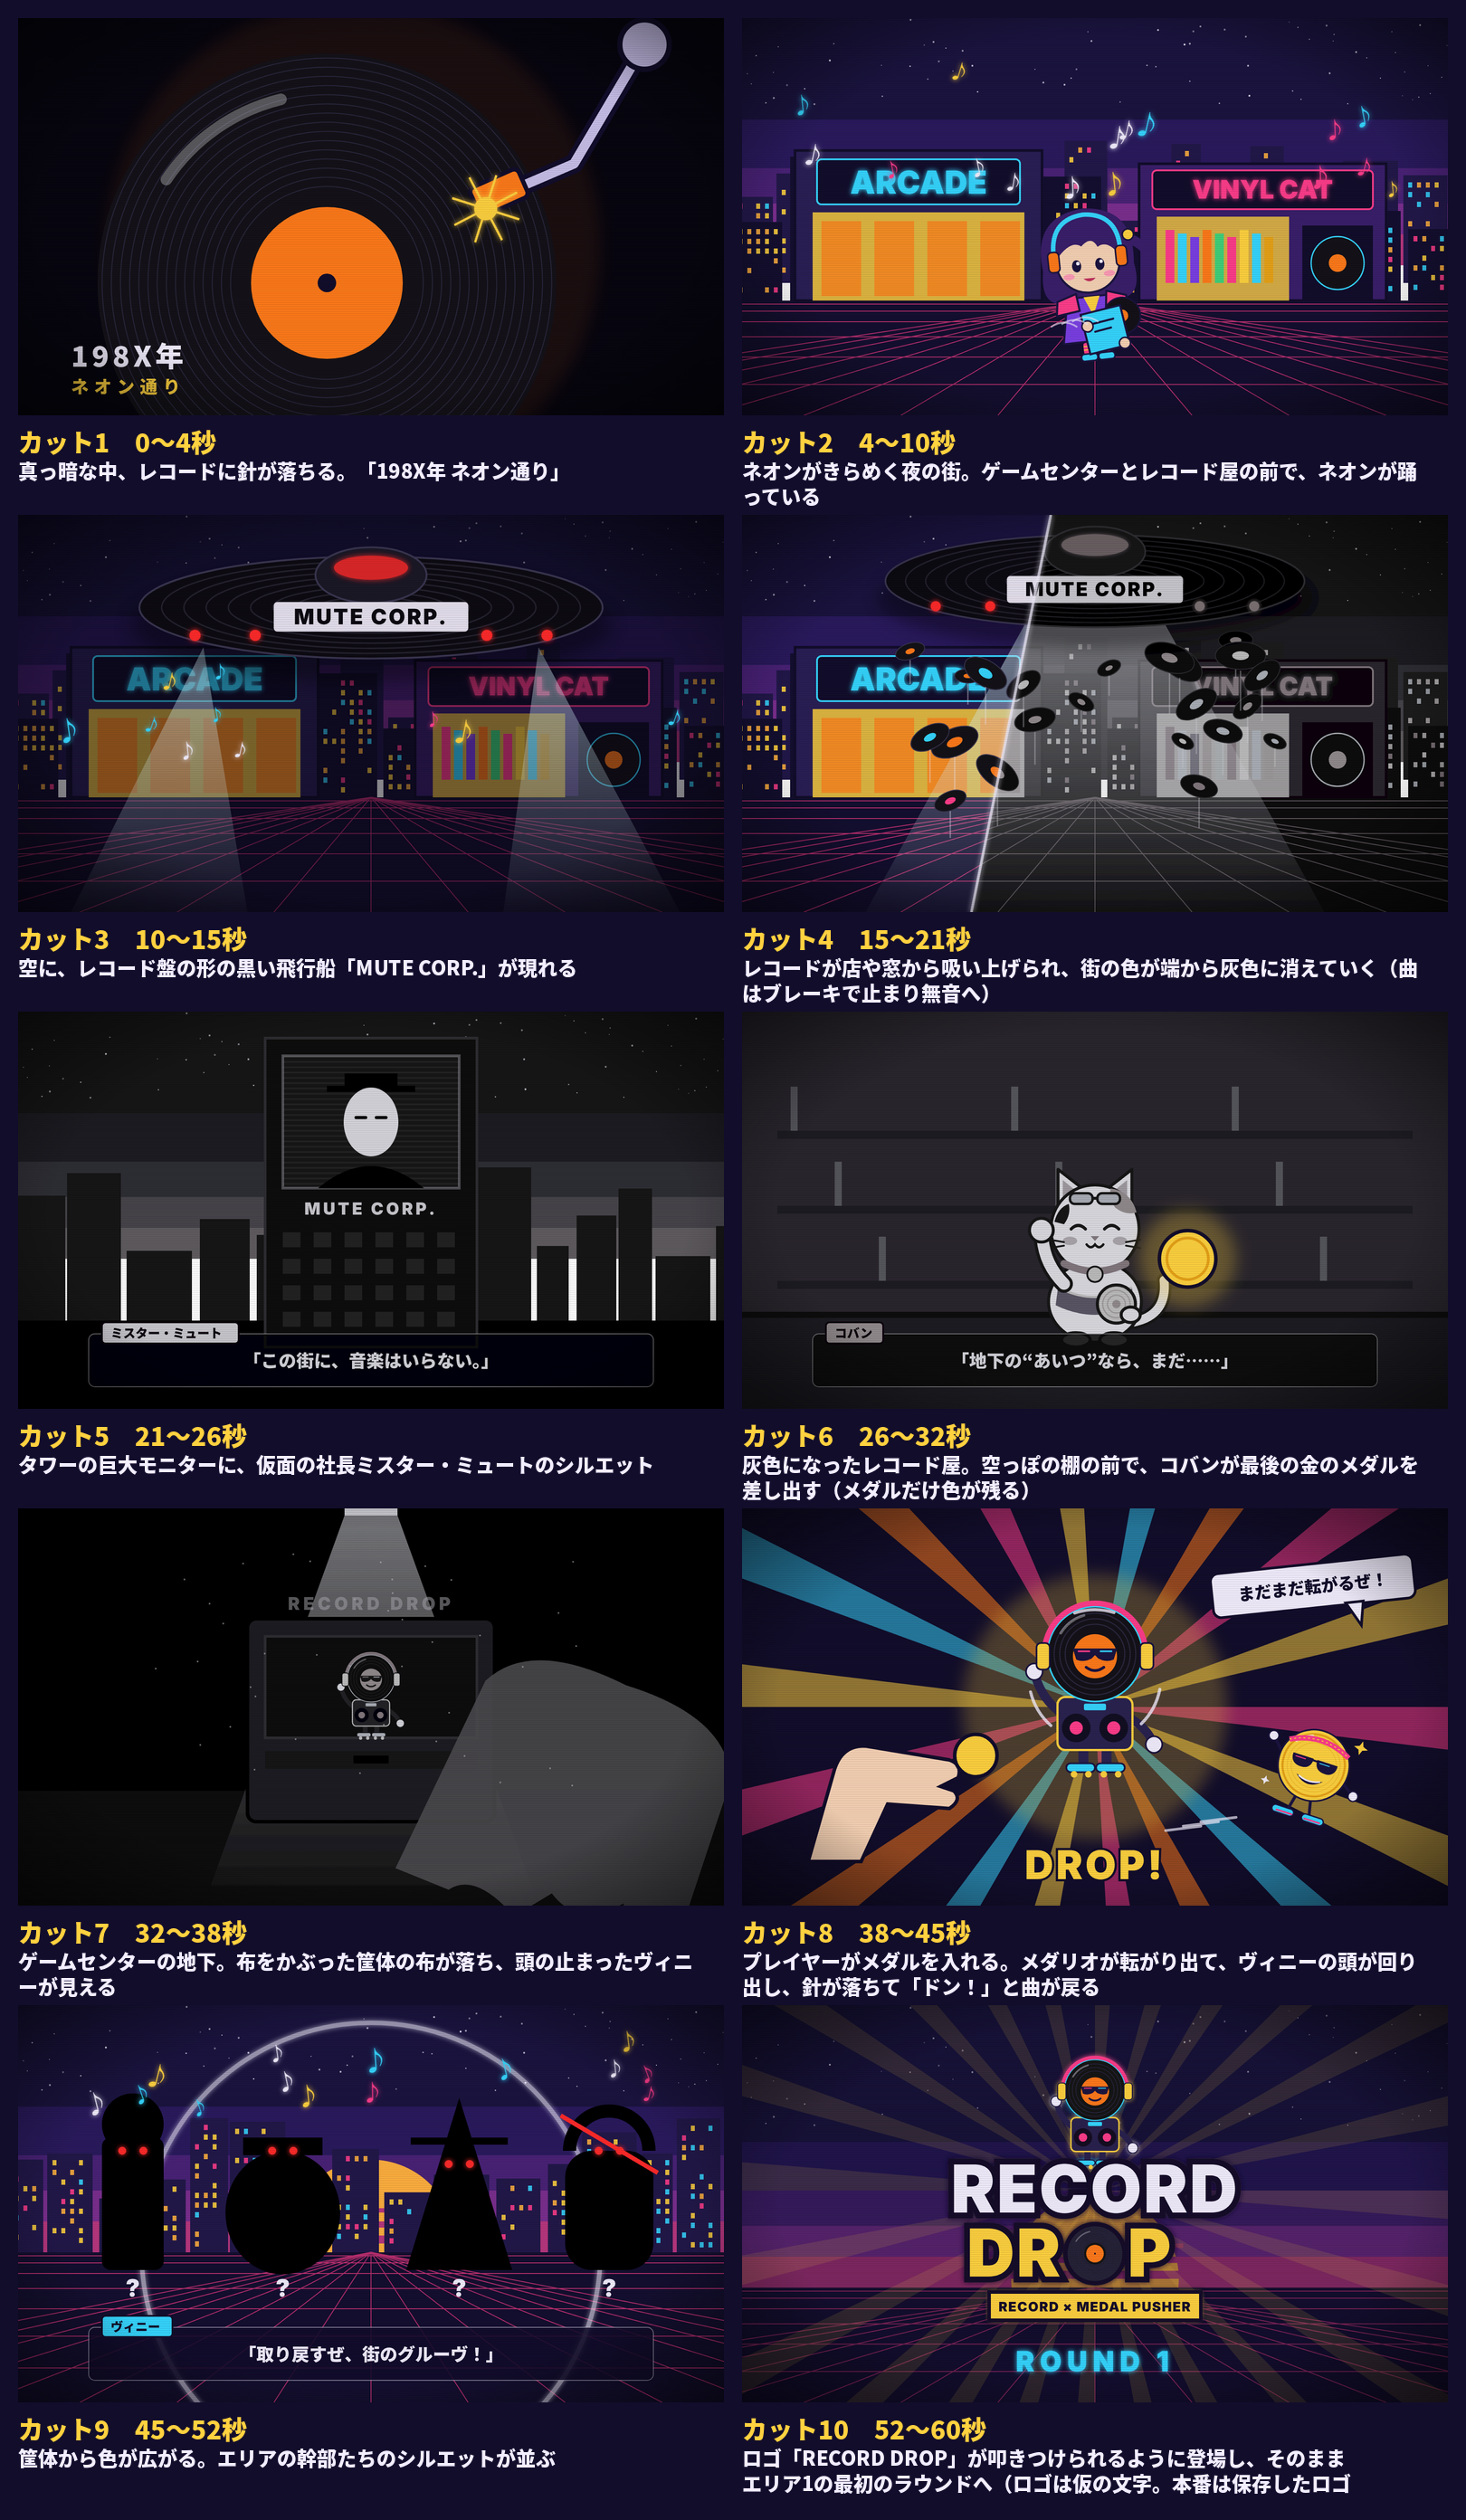 198X年
ネオン通り
カット1 0〜4秒
真っ暗な中、レコードに針が落ちる。「198X年 ネオン通り」
ARCADE
VINYL CAT
カット2 4〜10秒
ネオンがきらめく夜の街。ゲームセンターとレコード屋の前で、ネオンが踊
っている
MUTE CORP.
ARCADE
VINYL CAT
カット3 10〜15秒
空に、レコード盤の形の黒い飛行船「MUTE CORP.」が現れる
MUTE CORP.
ARCADE
VINYL CAT
カット4 15〜21秒
レコードが店や窓から吸い上げられ、街の色が端から灰色に消えていく（曲
はブレーキで止まり無音へ）
MUTE CORP.
ミスター・ミュート
「この街に、音楽はいらない。」
カット5 21〜26秒
タワーの巨大モニターに、仮面の社長ミスター・ミュートのシルエット
コバン
「地下の“あいつ”なら、まだ……」
カット6 26〜32秒
灰色になったレコード屋。空っぽの棚の前で、コバンが最後の金のメダルを
差し出す（メダルだけ色が残る）
RECORD DROP
カット7 32〜38秒
ゲームセンターの地下。布をかぶった筐体の布が落ち、頭の止まったヴィニ
ーが見える
まだまだ転がるぜ！
DROP!
カット8 38〜45秒
プレイヤーがメダルを入れる。メダリオが転がり出て、ヴィニーの頭が回り
出し、針が落ちて「ドン！」と曲が戻る
? ? ? ?
ヴィニー
「取り戻すぜ、街のグルーヴ！」
カット9 45〜52秒
筐体から色が広がる。エリアの幹部たちのシルエットが並ぶ
RECORD
DROP
RECORD × MEDAL PUSHER
ROUND 1
カット10 52〜60秒
ロゴ「RECORD DROP」が叩きつけられるように登場し、そのまま
エリア1の最初のラウンドへ（ロゴは仮の文字。本番は保存したロゴ